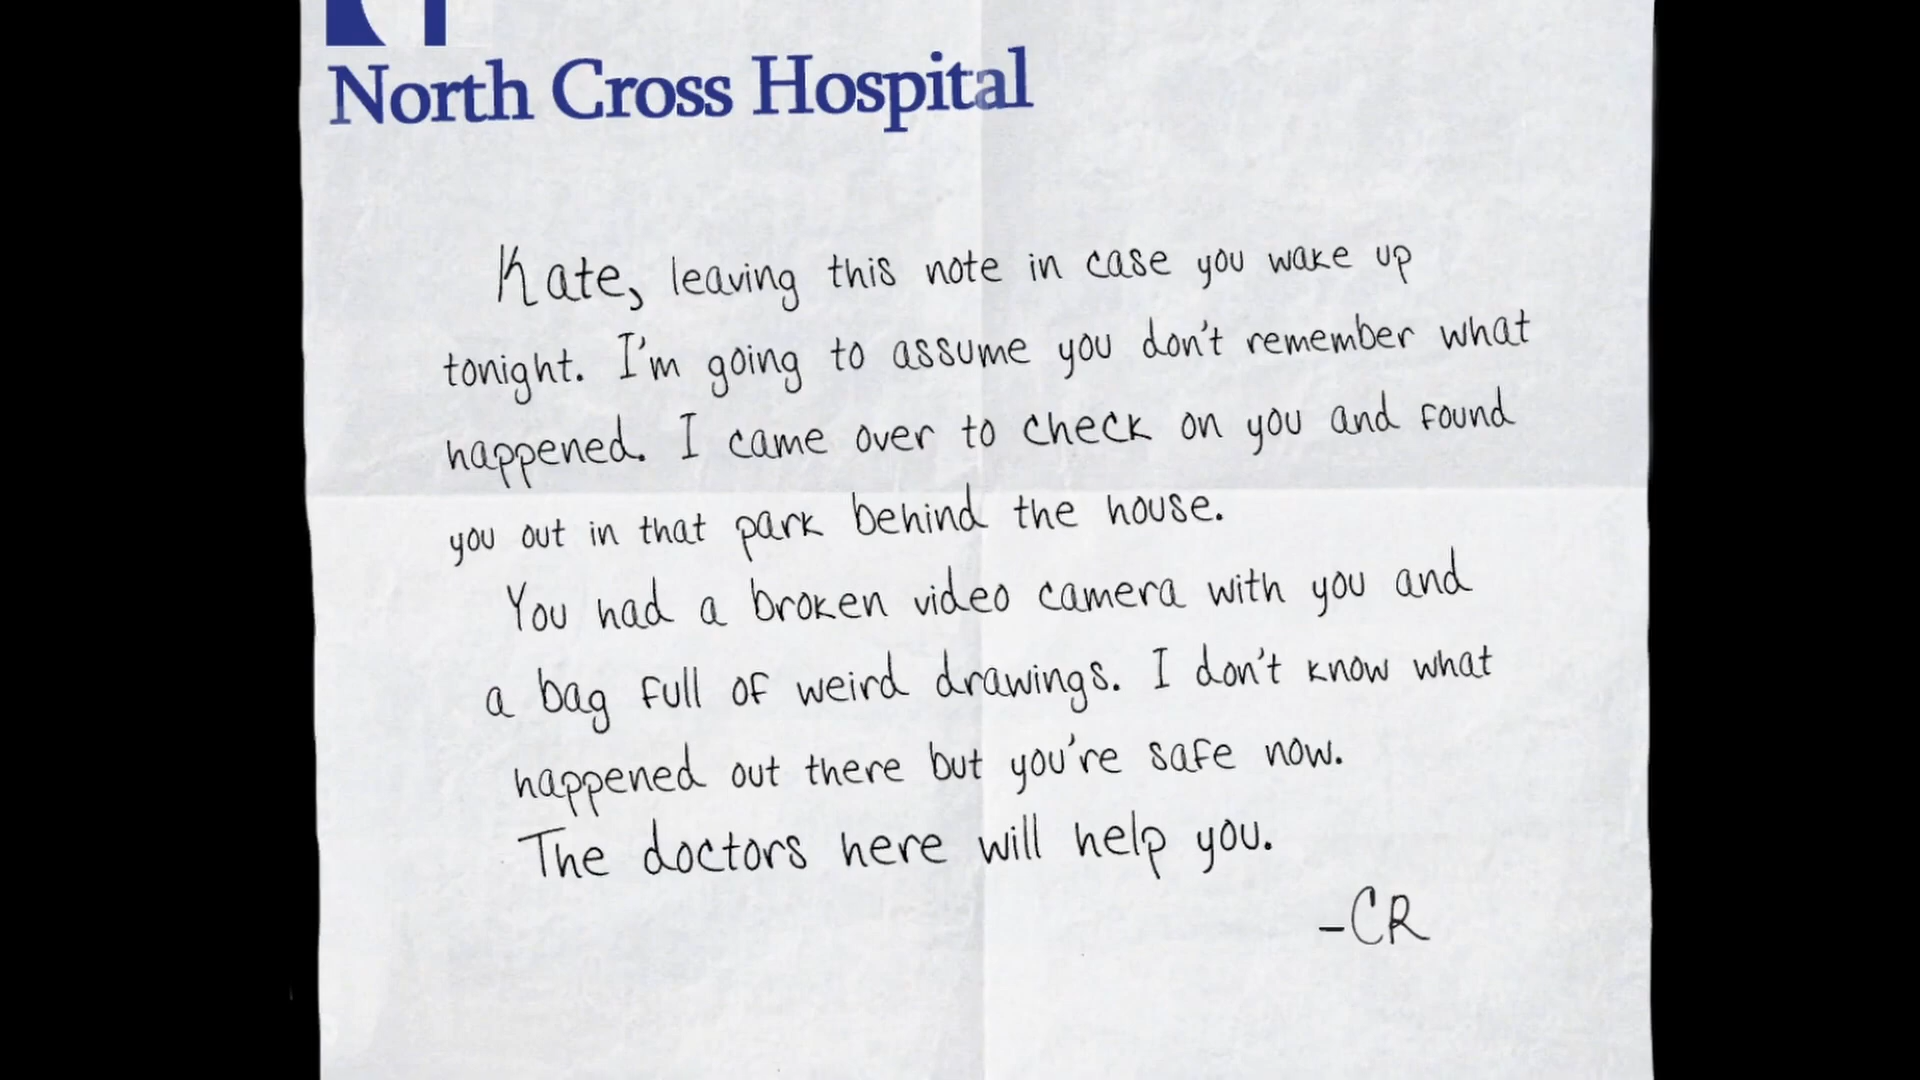 North Cross Hospital
Kate, leaving this note in case you wake up
tonight. I'm going to assume you don't remember what
happened. I came over to check on you and found
you out in that park behind the house.
You had a broken video camera with you and
a bag full of weird drawings. I don't know what
happened out there but you're safe now.
The doctors here will help you.
-CR